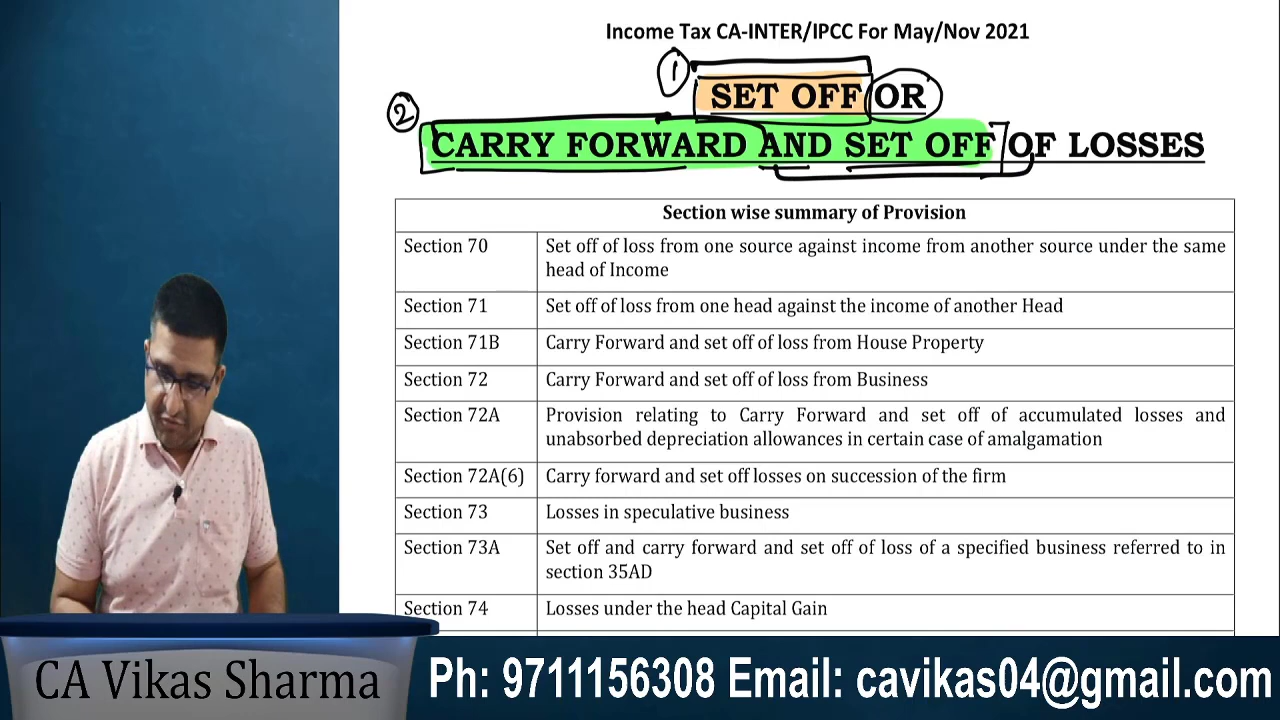 Income Tax CA-INTER/IPCC For May/Nov 2021
1
SET OFF OR
2
CARRY FORWARD AND SET OFF OF LOSSES
Section wise summary of Provision
Section 70 Set off of loss from one source against income from another source under the same
head of Income
Section 71 Set off of loss from one head against the income of another Head
Section 71B Carry Forward and set off of loss from House Property
Section 72 Carry Forward and set off of loss from Business
Section 72A Provision relating to Carry Forward and set off of accumulated losses and
unabsorbed depreciation allowances in certain case of amalgamation
Section 72A(6) Carry forward and set off losses on succession of the firm
Section 73 Losses in speculative business
Section 73A Set off and carry forward and set off of loss of a specified business referred to in
section 35AD
Section 74 Losses under the head Capital Gain
CA Vikas Sharma
Ph: 9711156308 Email: cavikas04@gmail.com